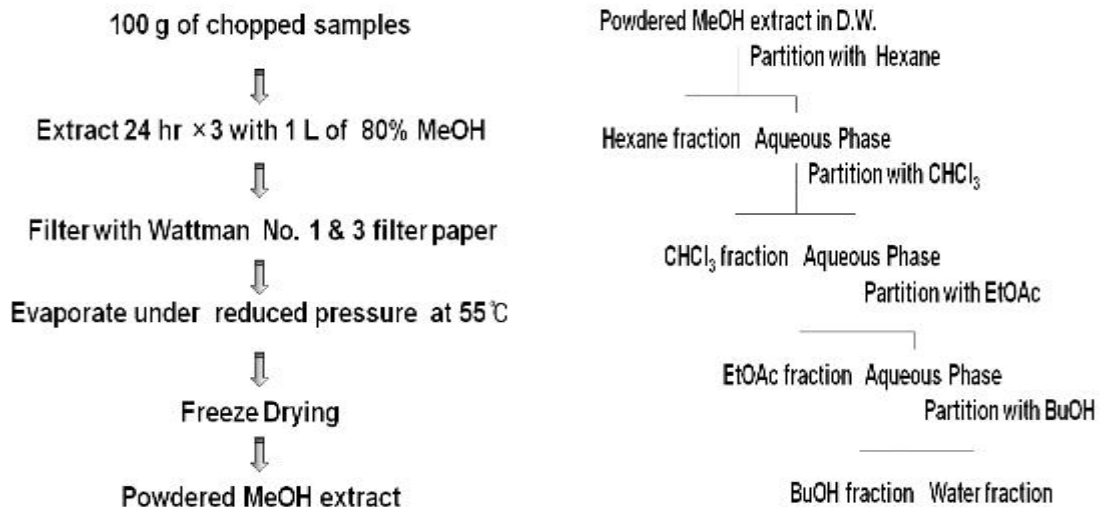 100 g of chopped samples
Extract 24 hr ×3 with 1 L of 80% MeOH
Filter with Wattman No. 1 & 3 filter paper
Evaporate under reduced pressure at 55℃
Freeze Drying
Powdered MeOH extract
Powdered MeOH extract in D.W.
Partition with Hexane
Hexane fraction Aqueous Phase
Partition with CHCl₃
CHCl₃ fraction Aqueous Phase
Partition with EtOAc
EtOAc fraction Aqueous Phase
Partition with BuOH
BuOH fraction Water fraction